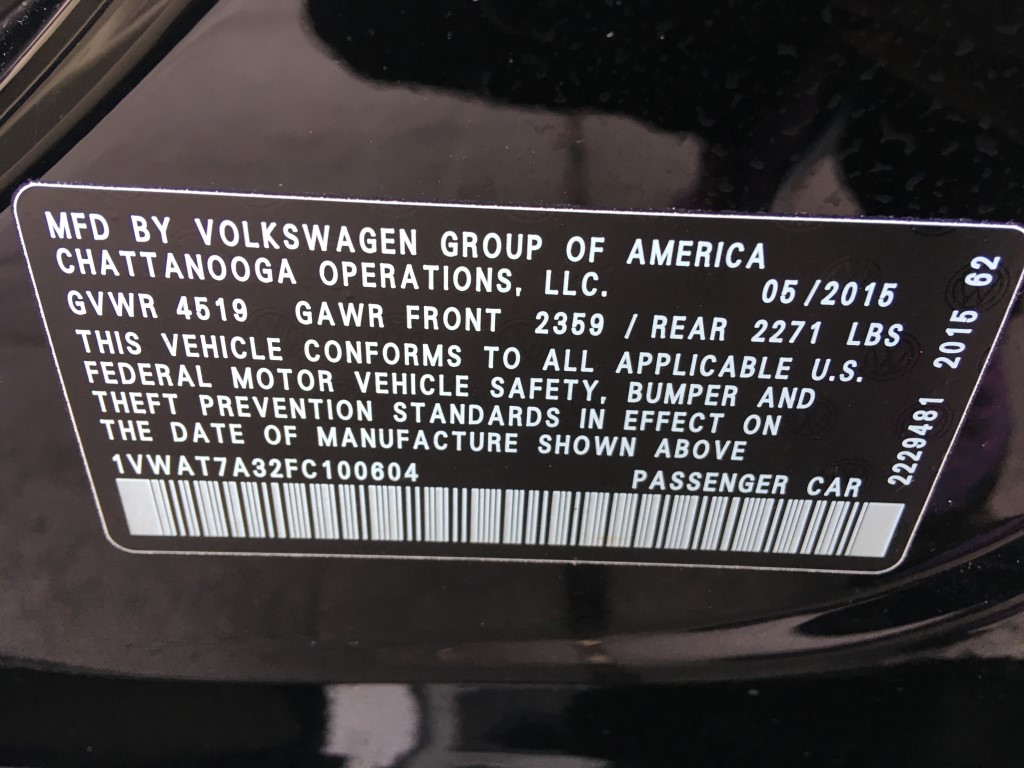 MFD BY VOLKSWAGEN GROUP OF AMERICA
CHATTANOOGA OPERATIONS, LLC. 05/2015
GVWR 4519 GAWR FRONT 2359 / REAR 2271 LBS
THIS VEHICLE CONFORMS TO ALL APPLICABLE U.S.
FEDERAL MOTOR VEHICLE SAFETY, BUMPER AND
THEFT PREVENTION STANDARDS IN EFFECT ON
THE DATE OF MANUFACTURE SHOWN ABOVE
1VWAT7A32FC100604 PASSENGER CAR
2229481 2015 62